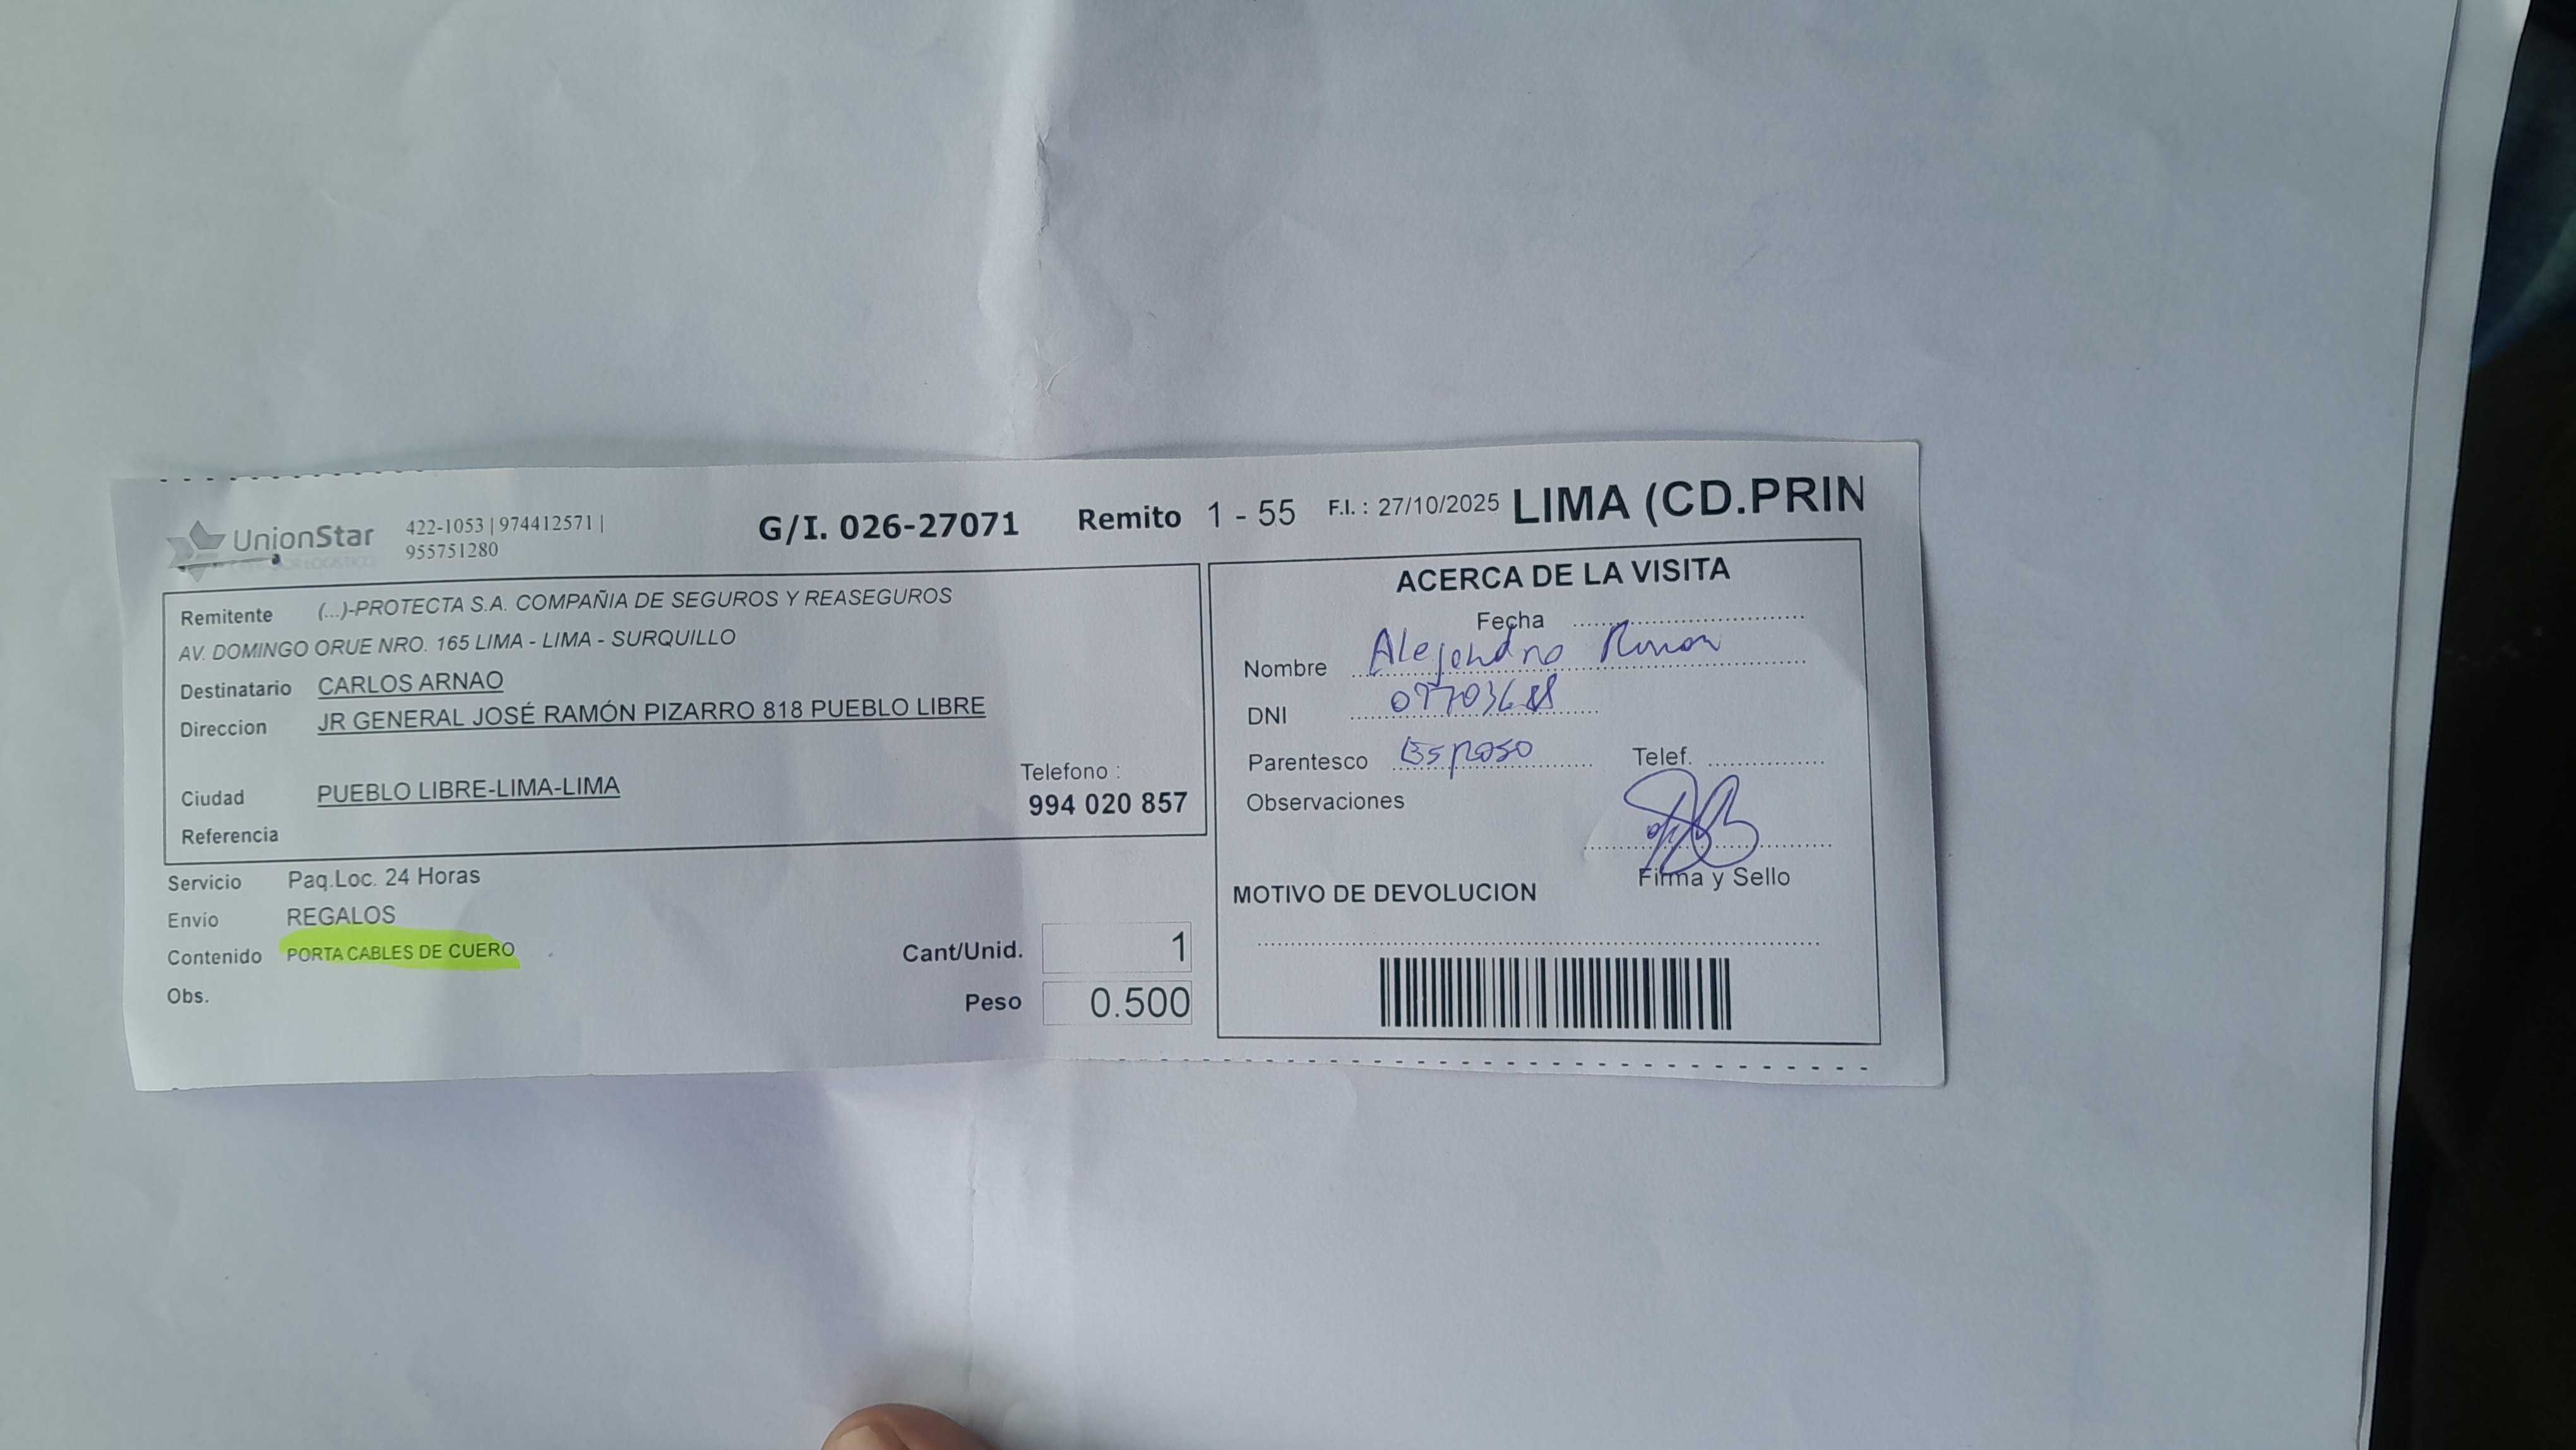 UnionStar
422-1053 | 974412571 |
955751280
G/I. 026-27071
Remito 1 - 55
F.I. : 27/10/2025
LIMA (CD.PRIN
Remitente (...)-PROTECTA S.A. COMPAÑIA DE SEGUROS Y REASEGUROS
AV. DOMINGO ORUE NRO. 165 LIMA - LIMA - SURQUILLO
Destinatario CARLOS ARNAO
Direccion JR GENERAL JOSÉ RAMÓN PIZARRO 818 PUEBLO LIBRE
Telefono :
Ciudad PUEBLO LIBRE-LIMA-LIMA
994 020 857
Referencia
Servicio Paq.Loc. 24 Horas
Envío REGALOS
Contenido PORTA CABLES DE CUERO
Cant/Unid. 1
Obs.
Peso 0.500
ACERCA DE LA VISITA
Fecha
Nombre Alejandro
DNI
Parentesco Esposo Telef.
Observaciones
Firma y Sello
MOTIVO DE DEVOLUCION